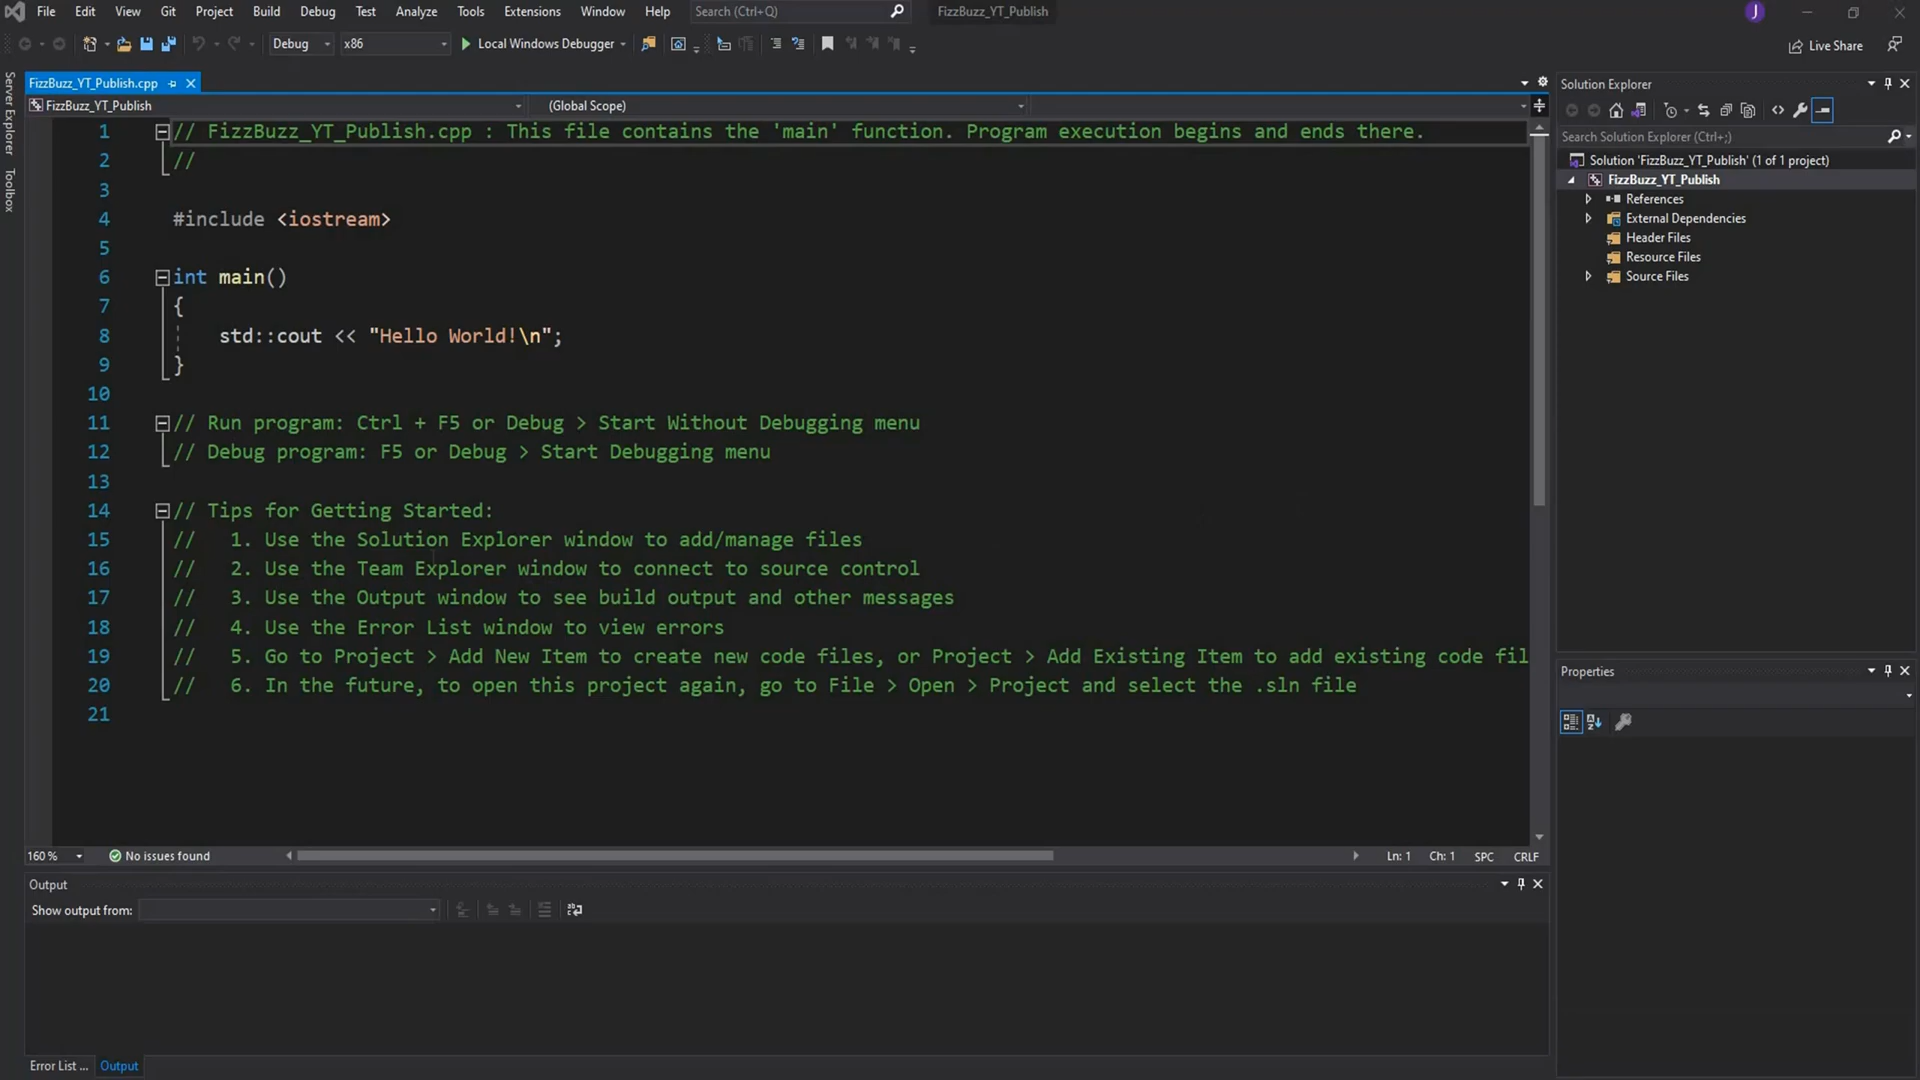 File Edit View Git Project Build Debug Test Analyze Tools Extensions Window Help Search (Ctrl+Q) FizzBuzz_YT_Publish J
Debug x86 Local Windows Debugger Live Share
Server Explorer
Toolbox
FizzBuzz_YT_Publish.cpp
FizzBuzz_YT_Publish (Global Scope)
1 // FizzBuzz_YT_Publish.cpp : This file contains the 'main' function. Program execution begins and ends there.
2 //
3
4 #include <iostream>
5
6 int main()
7 {
8 std::cout << "Hello World!\n";
9 }
10
11 // Run program: Ctrl + F5 or Debug > Start Without Debugging menu
12 // Debug program: F5 or Debug > Start Debugging menu
13
14 // Tips for Getting Started:
15 // 1. Use the Solution Explorer window to add/manage files
16 // 2. Use the Team Explorer window to connect to source control
17 // 3. Use the Output window to see build output and other messages
18 // 4. Use the Error List window to view errors
19 // 5. Go to Project > Add New Item to create new code files, or Project > Add Existing Item to add existing code fil
20 // 6. In the future, to open this project again, go to File > Open > Project and select the .sln file
21
160 % No issues found Ln: 1 Ch: 1 SPC CRLF
Output
Show output from:
Error List ... Output
Solution Explorer
Search Solution Explorer (Ctrl+;)
Solution 'FizzBuzz_YT_Publish' (1 of 1 project)
FizzBuzz_YT_Publish
References
External Dependencies
Header Files
Resource Files
Source Files
Properties